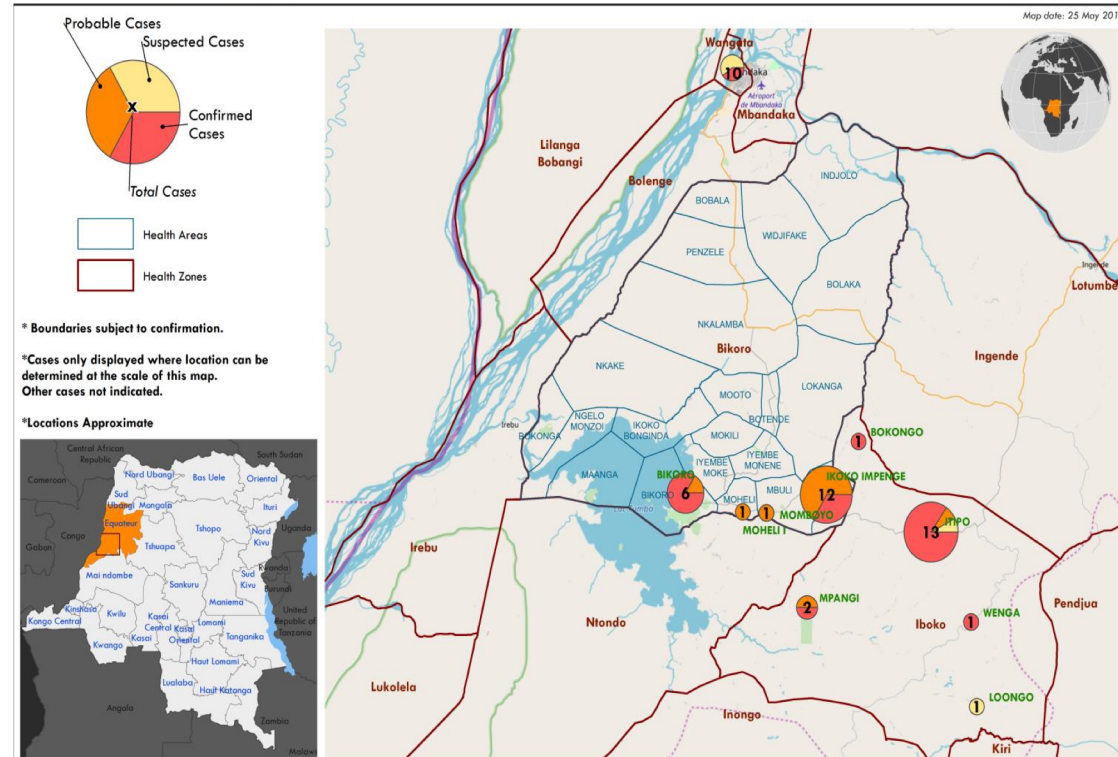 Map date: 25 May 201
Probable Cases
Suspected Cases
x
Confirmed
Cases
Total Cases
Health Areas
Health Zones
* Boundaries subject to confirmation.
*Cases only displayed where location can be
determined at the scale of this map.
Other cases not indicated.
*Locations Approximate
Central African
Republic
South Sudan
Cameroon
Nord Ubangi
Bas Uele
Oriental
Sud
Ubangi
Mongala
Ituri
Equateur
Uganda
Congo
Tshopo
Gabon
Tshuapa
Nord
Kivu
Rwanda
Mai ndombe
Sankuru
Sud
Kivu
Burundi
Maniema
Kinshasa
Kongo Central
Kwilu
Kasai
Central
Kasai
Oriental
Lomami
United
Republic of
Tanzania
Kwango
Kasai
Tanganika
Haut Lomami
Lualaba
Haut Katanga
Angola
Zambia
Malawi
Wangata
10
ndaka
Aéroport
de Mbandaka
Mbandaka
Lilanga
Bobangi
Bolenge
INDJOLO
BOBALA
WIDJIFAKE
PENZELE
Ingende
Lotumbe
BOLAKA
NKALAMBA
Bikoro
Ingende
NKAKE
LOKANGA
MOOTO
NGELO
MONZOI
Irebu
BOKONGA
IKOKO
BONGINDA
BOTENDE
MOKILI
1
BOKONGO
MAANGA
BIKORO
IYEMBE
MOKE
IYEMBE
MONENE
IKOKO IMPENGE
BIKORO
6
MBULI
12
MOHELI
Lac Tumba
1
1
MOMBOYO
MOHELI I
ITIPO
13
Irebu
MPANGI
2
WENGA
1
Pendjua
Ntondo
Iboko
Lukolela
LOONGO
1
Inongo
Kiri